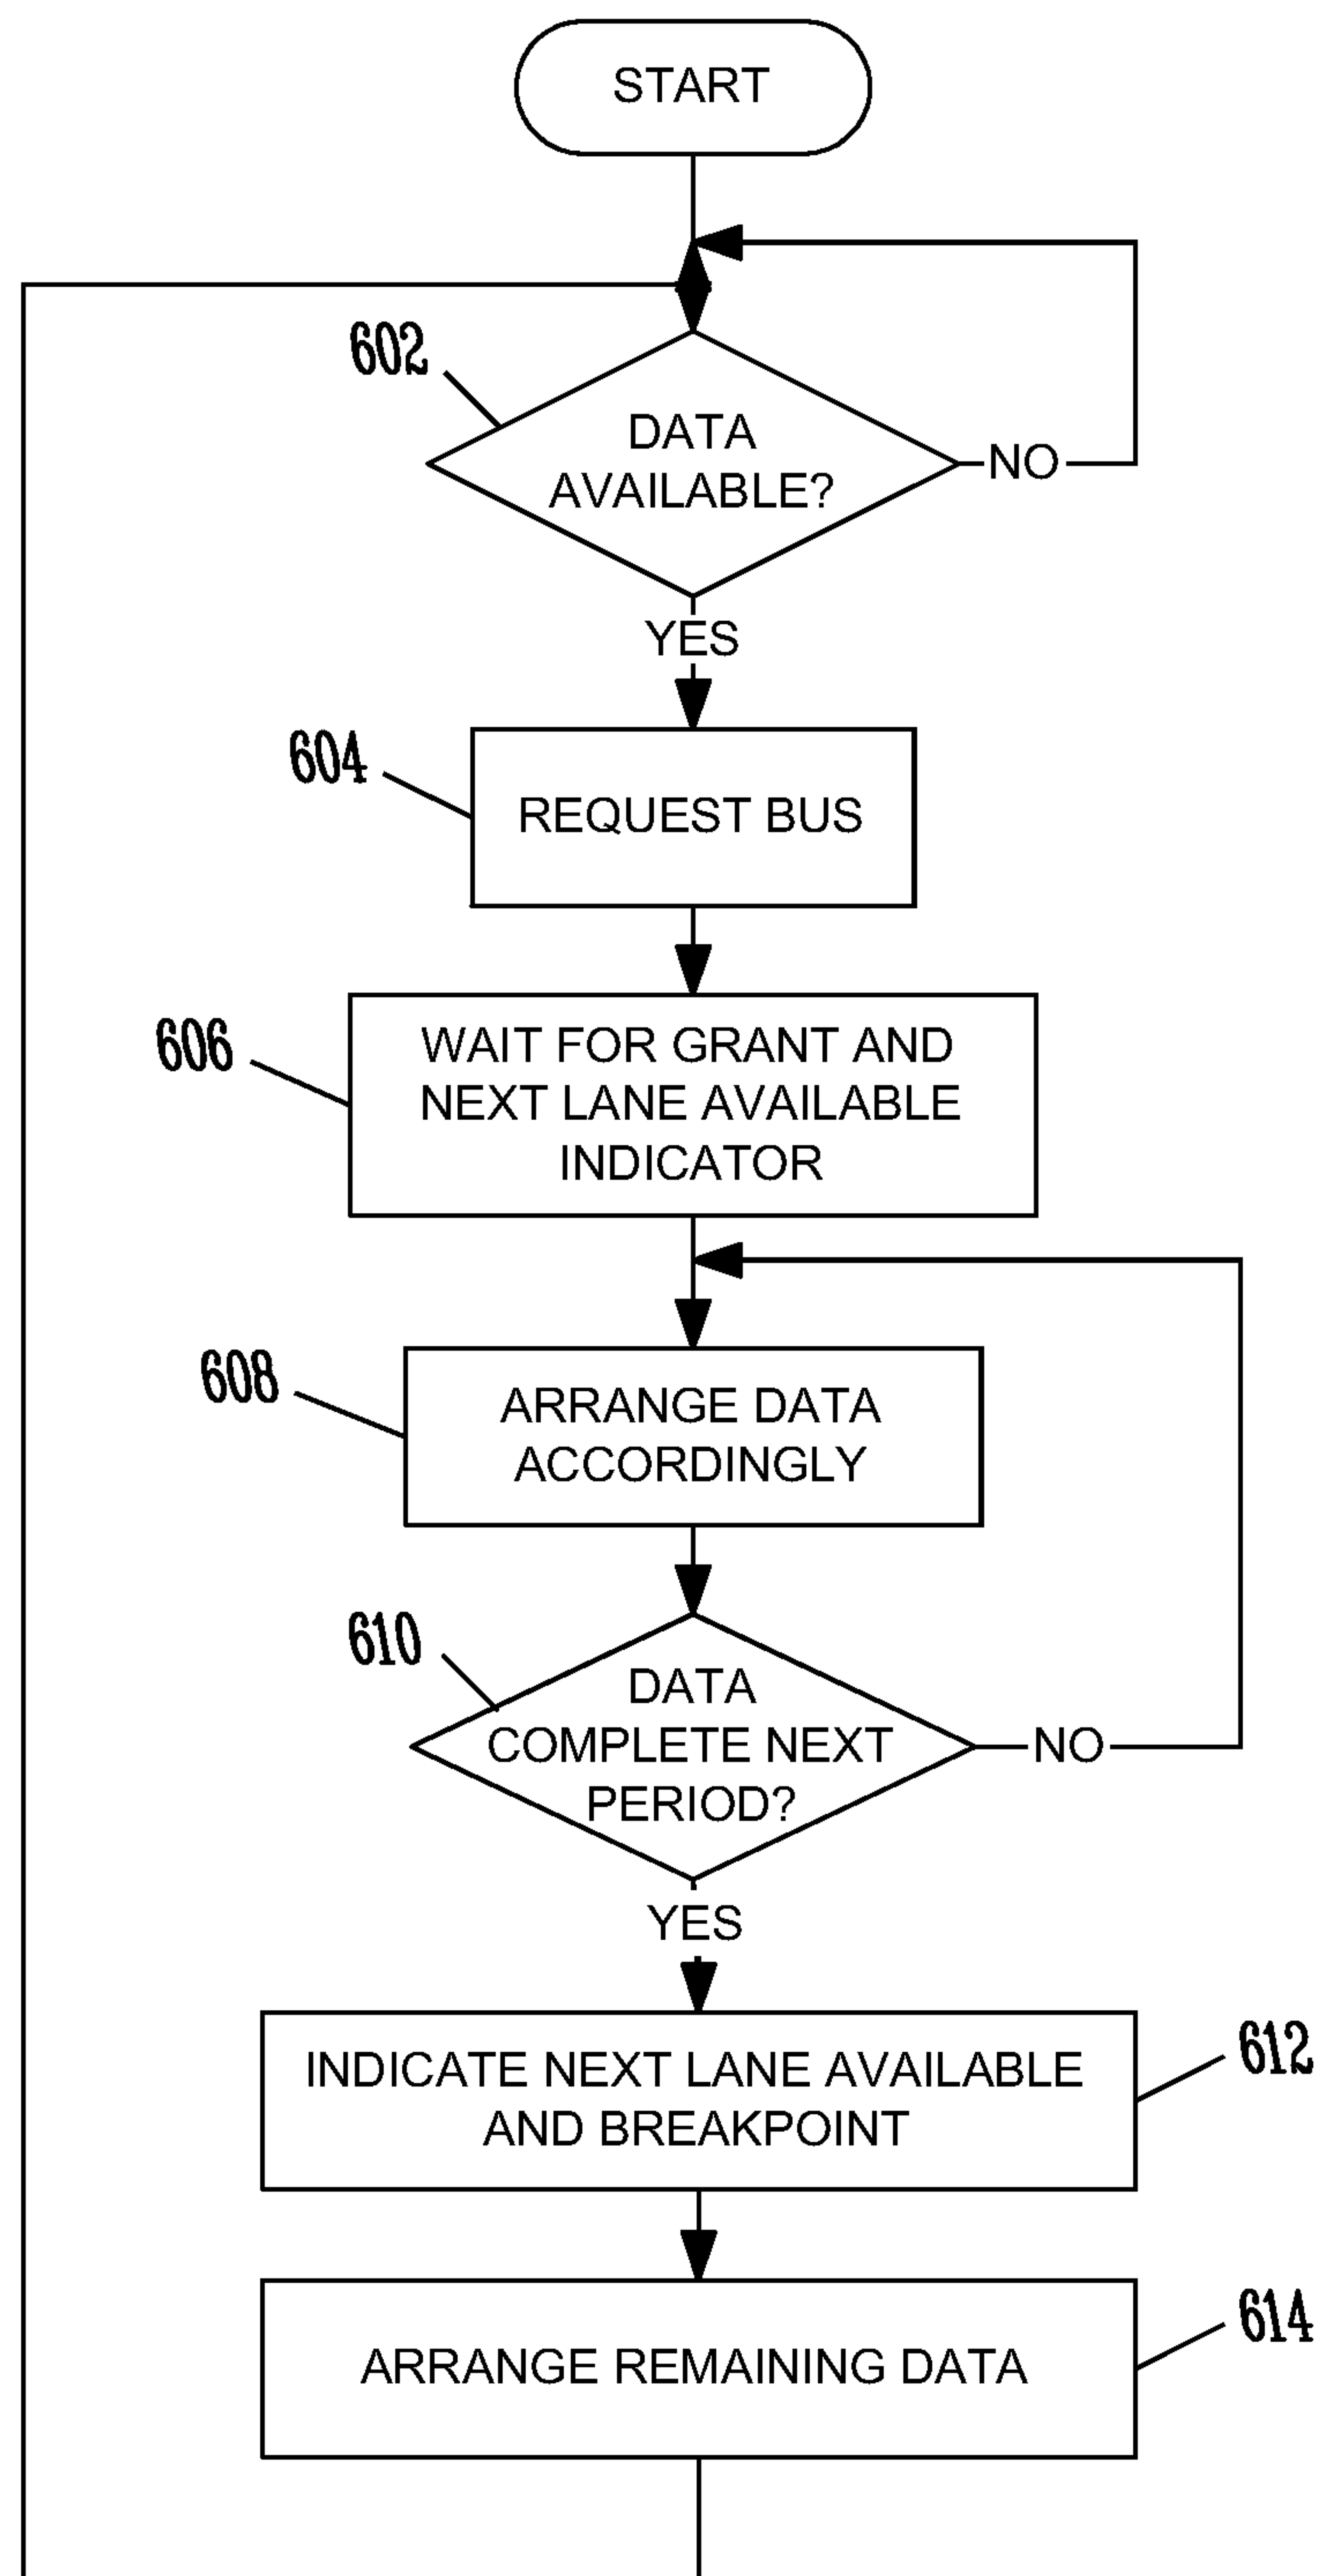 START
602
DATA
AVAILABLE?
NO
YES
604
REQUEST BUS
606
WAIT FOR GRANT AND
NEXT LANE AVAILABLE
INDICATOR
608
ARRANGE DATA
ACCORDINGLY
610
DATA
COMPLETE NEXT
PERIOD?
NO
YES
612
INDICATE NEXT LANE AVAILABLE
AND BREAKPOINT
614
ARRANGE REMAINING DATA